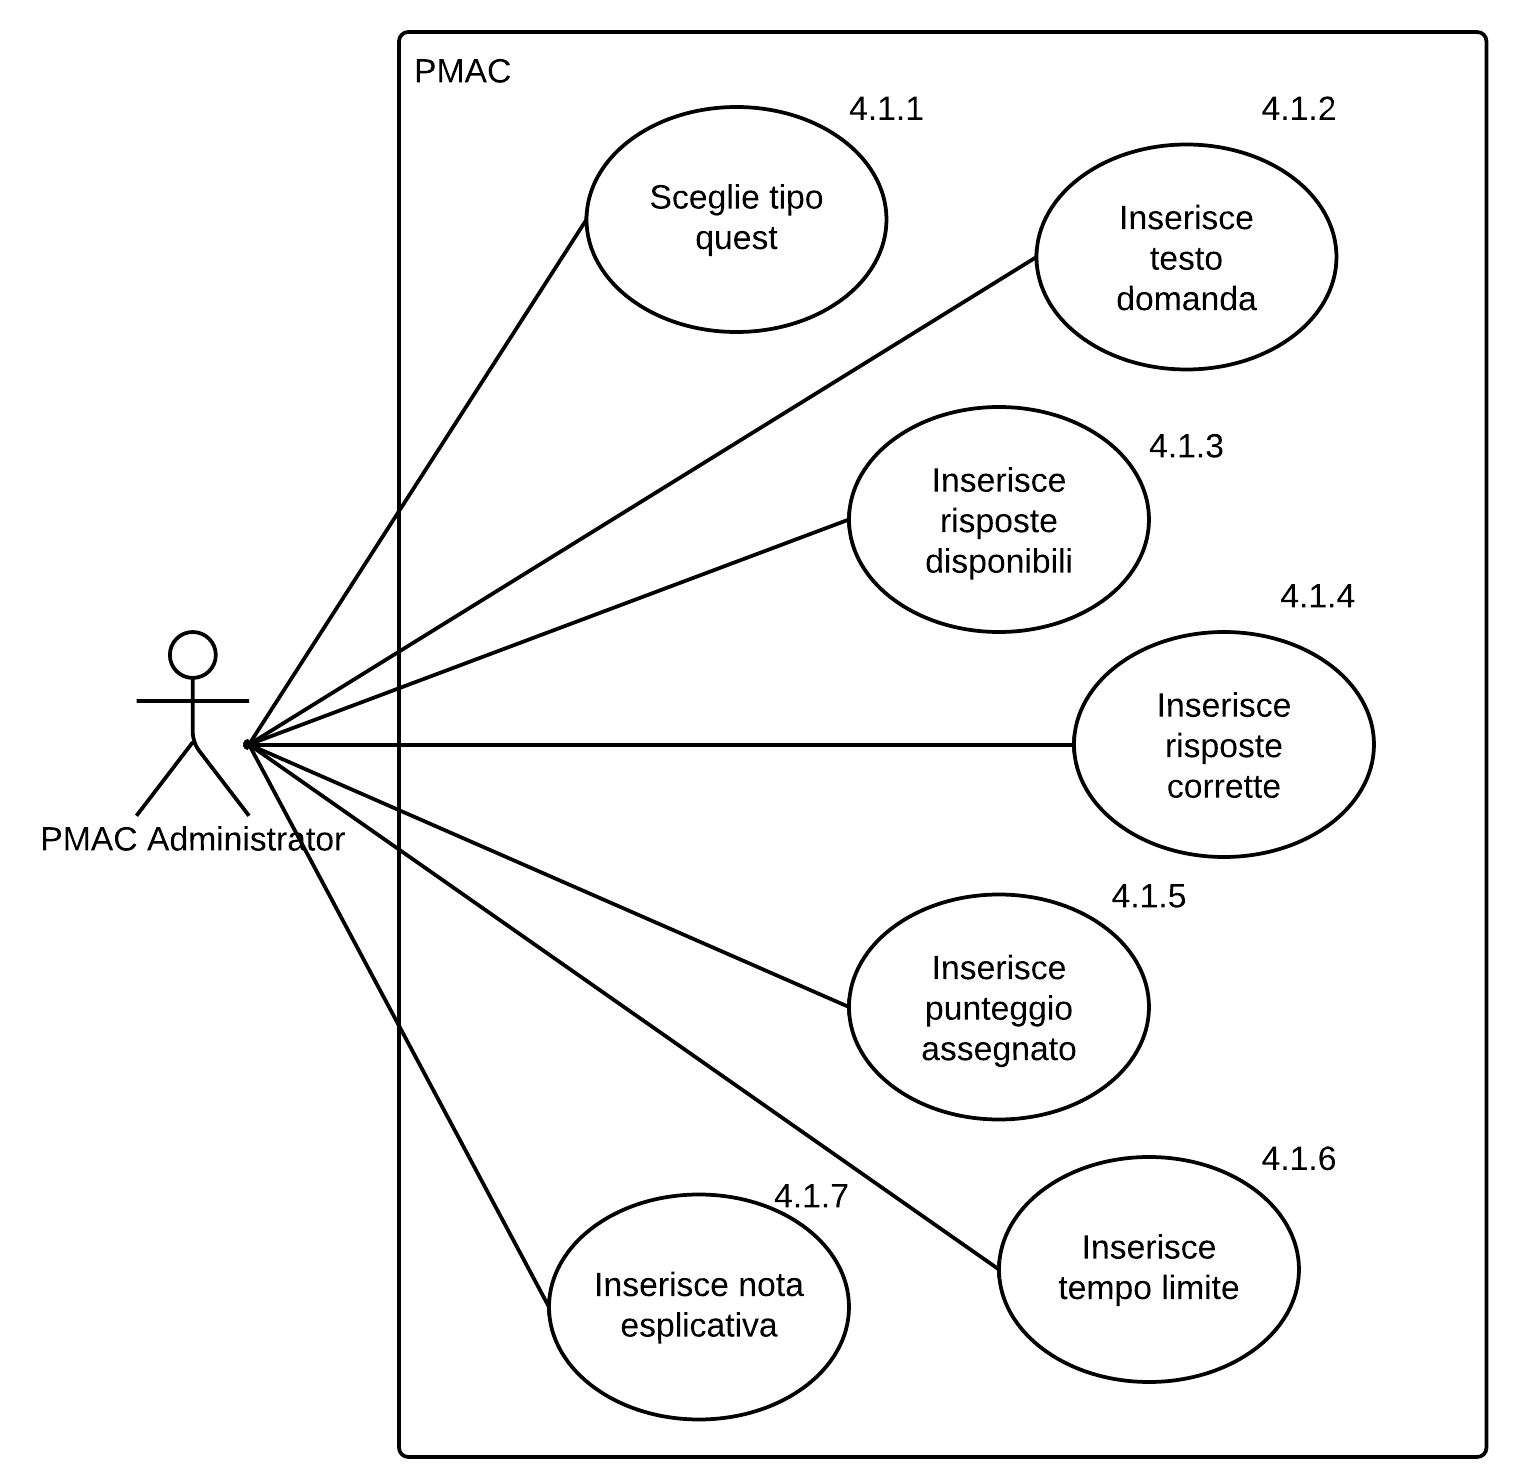 PMAC
4.1.1
Sceglie tipo
quest
4.1.2
Inserisce
testo
domanda
4.1.3
Inserisce
risposte
disponibili
4.1.4
Inserisce
risposte
corrette
PMAC Administrator
4.1.5
Inserisce
punteggio
assegnato
4.1.6
Inserisce
tempo limite
4.1.7
Inserisce nota
esplicativa